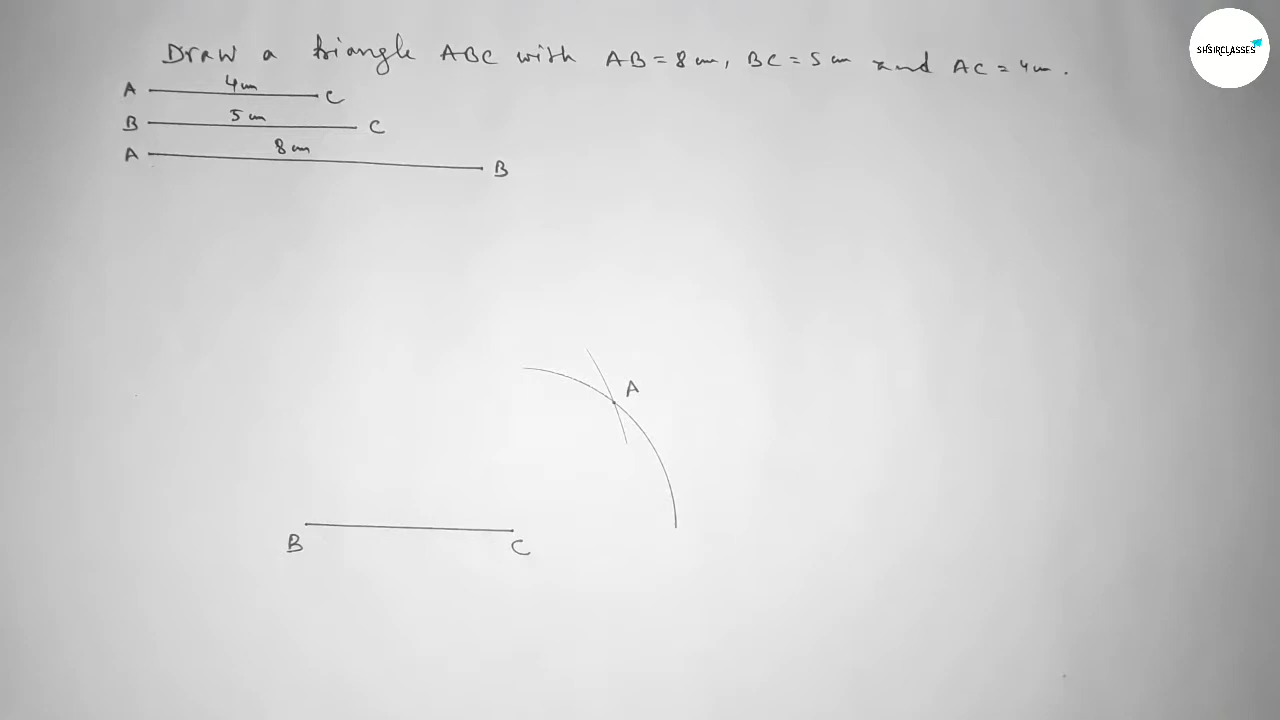 SHSIRCLASSES
Draw a triangle ABC with AB = 8 cm, BC = 5 cm and AC = 4 cm.
A 4 cm C
B 5 cm C
A 8 cm B
A
B C